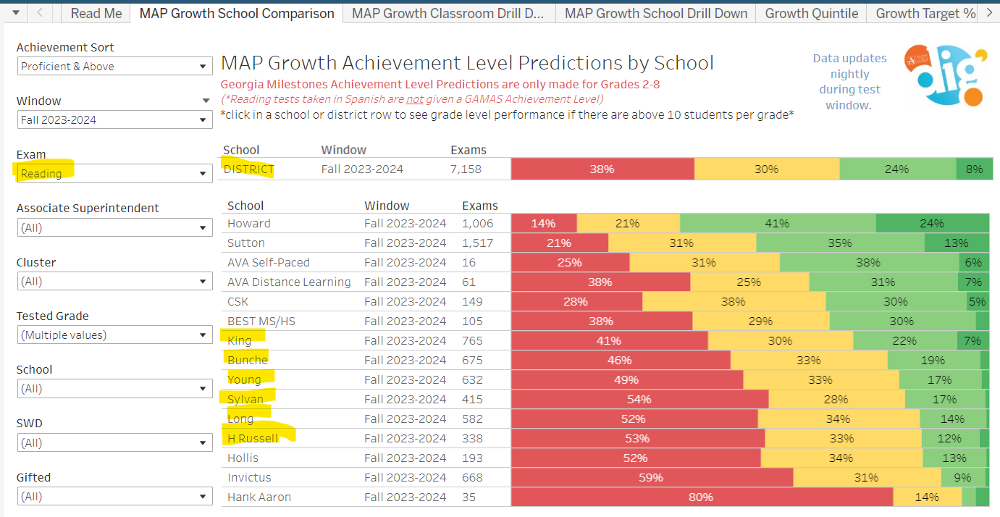 Read Me MAP Growth School Comparison MAP Growth Classroom Drill D... MAP Growth School Drill Down Growth Quintile Growth Target %
Achievement Sort
Proficient & Above
Window
Fall 2023-2024
Exam
Reading
Associate Superintendent
(All)
Cluster
(All)
Tested Grade
(Multiple values)
School
(All)
SWD
(All)
Gifted
(All)
MAP Growth Achievement Level Predictions by School
Georgia Milestones Achievement Level Predictions are only made for Grades 2-8
(*Reading tests taken in Spanish are not given a GAMAS Achievement Level)
*click in a school or district row to see grade level performance if there are above 10 students per grade*
Data updates
nightly
during test
window.
dig
School Window Exams
DISTRICT Fall 2023-2024 7,158 38% 30% 24% 8%
School Window Exams
Howard Fall 2023-2024 1,006 14% 21% 41% 24%
Sutton Fall 2023-2024 1,517 21% 31% 35% 13%
AVA Self-Paced Fall 2023-2024 16 25% 31% 38% 6%
AVA Distance Learning Fall 2023-2024 61 38% 25% 31% 7%
CSK Fall 2023-2024 149 28% 38% 30% 5%
BEST MS/HS Fall 2023-2024 105 38% 29% 30%
King Fall 2023-2024 765 41% 30% 22% 7%
Bunche Fall 2023-2024 675 46% 33% 19%
Young Fall 2023-2024 632 49% 33% 17%
Sylvan Fall 2023-2024 415 54% 28% 17%
Long Fall 2023-2024 582 52% 34% 14%
H Russell Fall 2023-2024 338 53% 33% 12%
Hollis Fall 2023-2024 193 52% 34% 13%
Invictus Fall 2023-2024 668 59% 31% 9%
Hank Aaron Fall 2023-2024 35 80% 14%